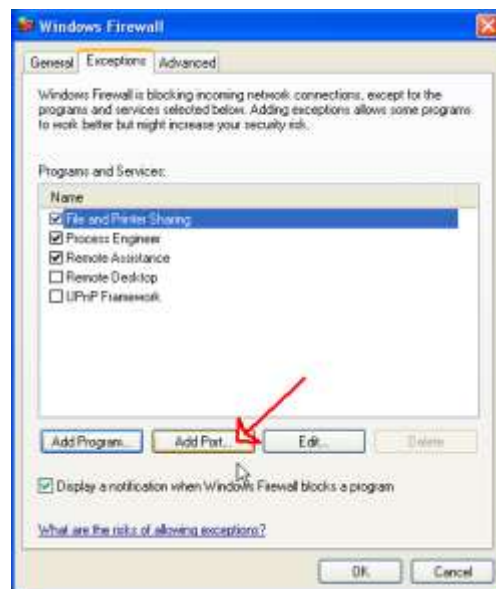 Windows Firewall
General Exceptions Advanced
Windows Firewall is blocking incoming network connections, except for the
programs and services selected below. Adding exceptions allows some programs
to work better but might increase your security risk.
Programs and Services:
Name
File and Printer Sharing
Process Engineer
Remote Assistance
Remote Desktop
UPnP Framework
Add Program... Add Port... Edit... Delete
Display a notification when Windows Firewall blocks a program
What are the risks of allowing exceptions?
OK Cancel